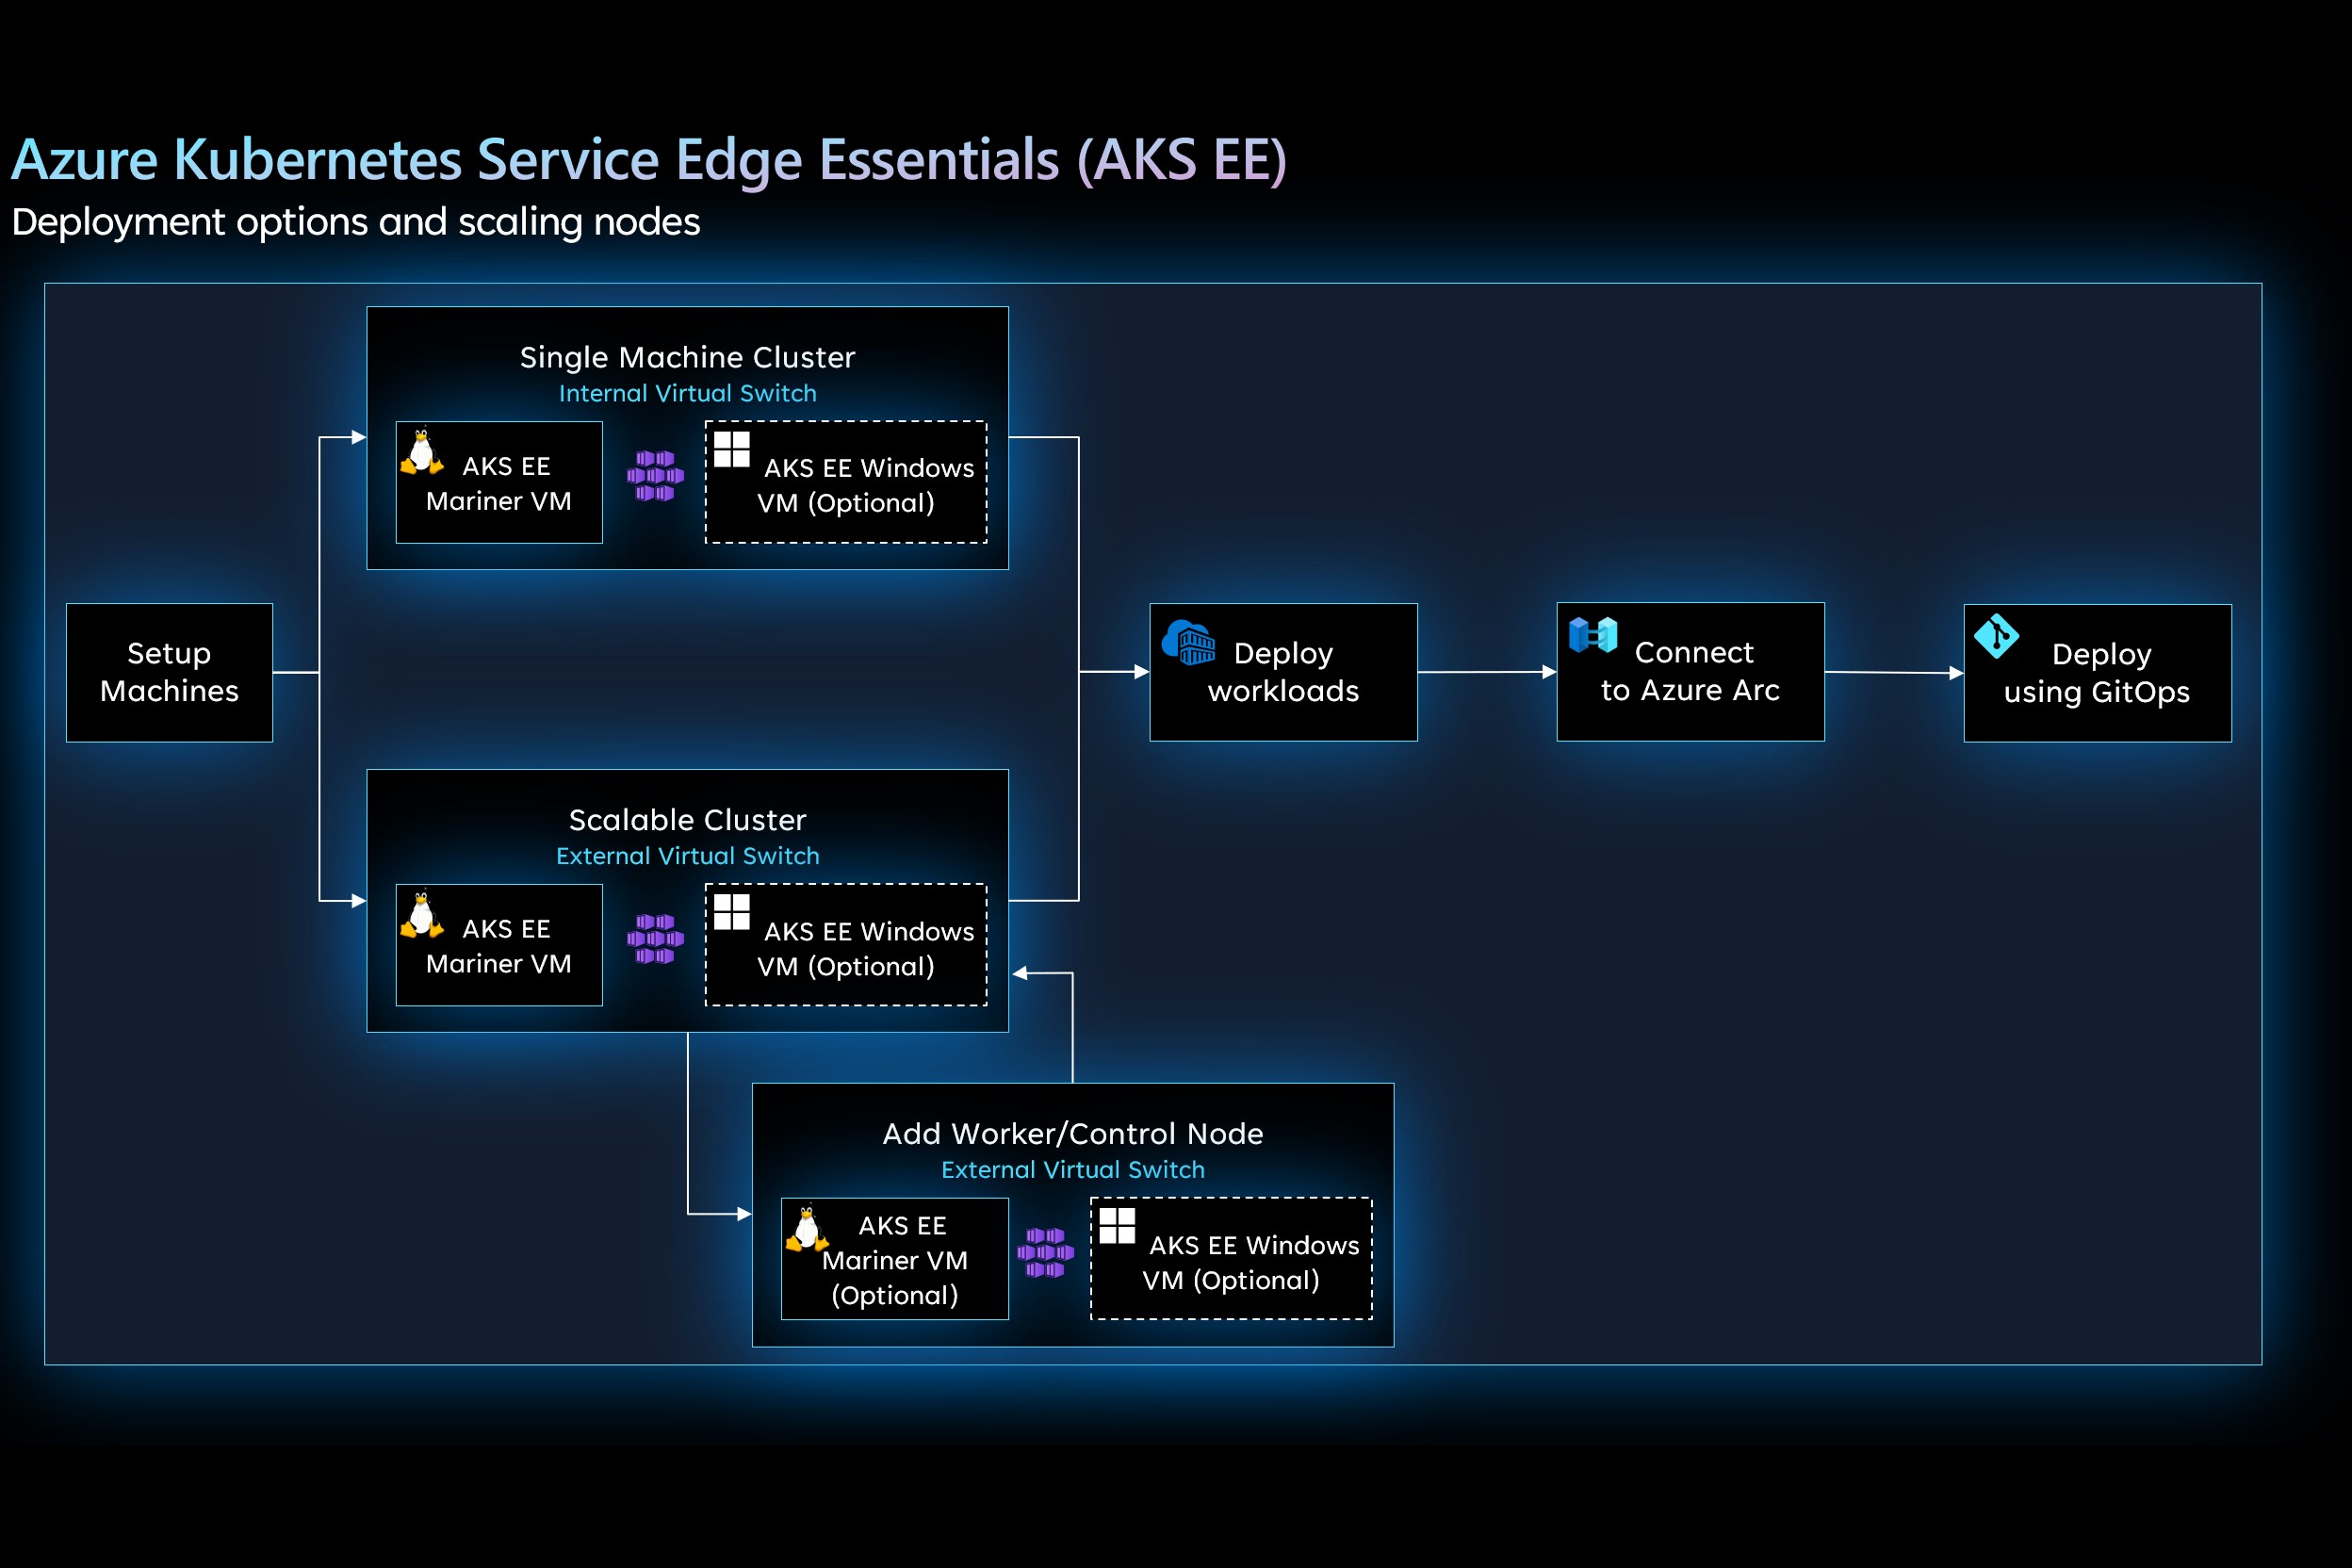 Azure Kubernetes Service Edge Essentials (AKS EE)
Deployment options and scaling nodes
Setup
Machines
Single Machine Cluster
Internal Virtual Switch
AKS EE
Mariner VM
AKS EE Windows
VM (Optional)
Scalable Cluster
External Virtual Switch
AKS EE
Mariner VM
AKS EE Windows
VM (Optional)
Add Worker/Control Node
External Virtual Switch
AKS EE
Mariner VM
(Optional)
AKS EE Windows
VM (Optional)
Deploy
workloads
Connect
to Azure Arc
Deploy
using GitOps